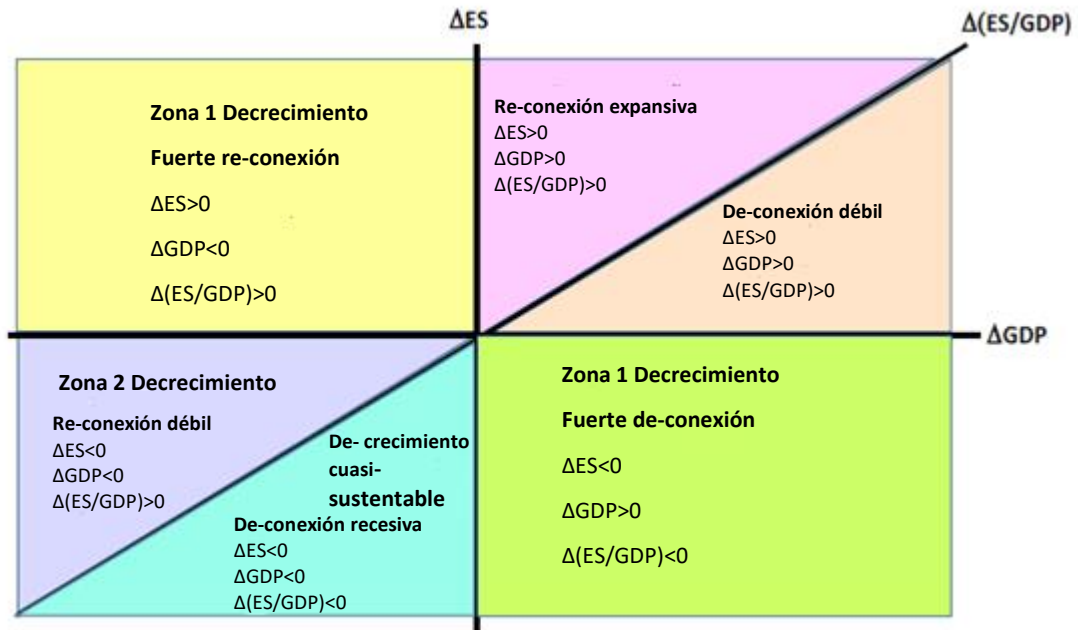 ΔES
Δ(ES/GDP)
Zona 1 Decrecimiento
Fuerte re-conexión
ΔES>0
ΔGDP<0
Δ(ES/GDP)>0
Re-conexión expansiva
ΔES>0
ΔGDP>0
Δ(ES/GDP)>0
De-conexión débil
ΔES>0
ΔGDP>0
Δ(ES/GDP)>0
ΔGDP
Zona 2 Decrecimiento
Re-conexión débil
ΔES<0
ΔGDP<0
Δ(ES/GDP)>0
De- crecimiento
cuasi-
sustentable
De-conexión recesiva
ΔES<0
ΔGDP<0
Δ(ES/GDP)<0
Zona 1 Decrecimiento
Fuerte de-conexión
ΔES<0
ΔGDP>0
Δ(ES/GDP)<0